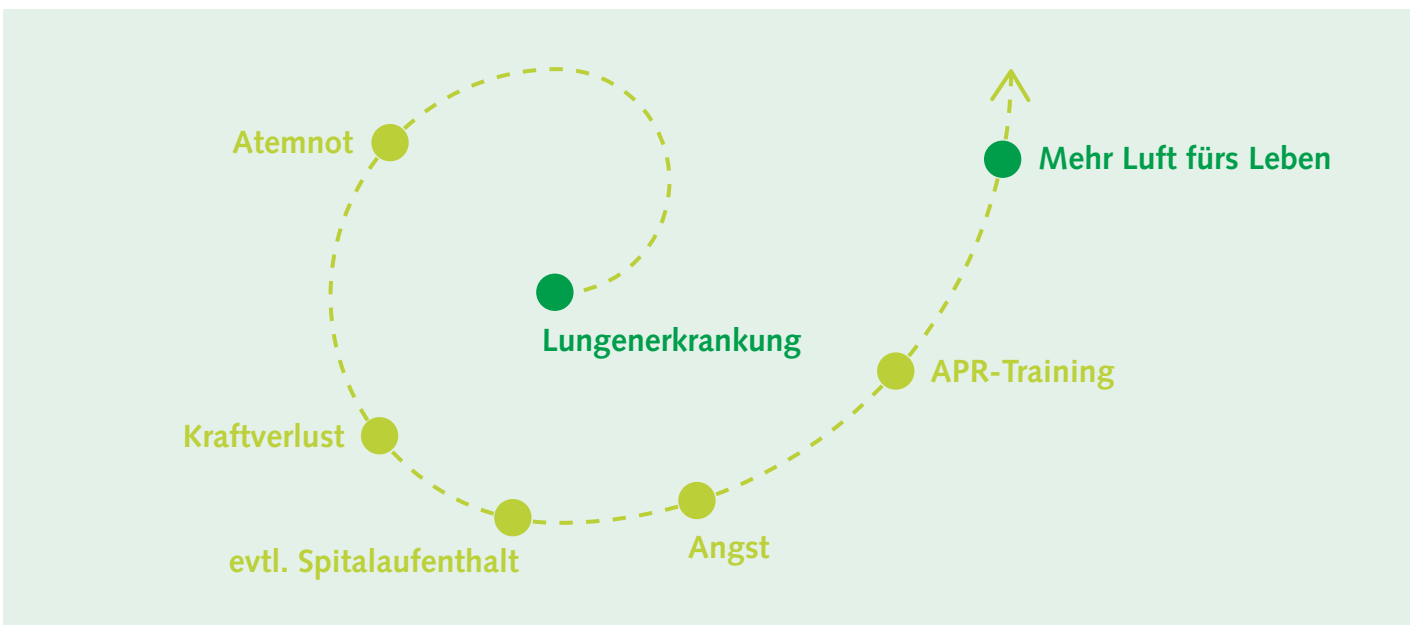 Atemnot
Mehr Luft fürs Leben
Lungenerkrankung
APR-Training
Kraftverlust
evtl. Spitalaufenthalt
Angst